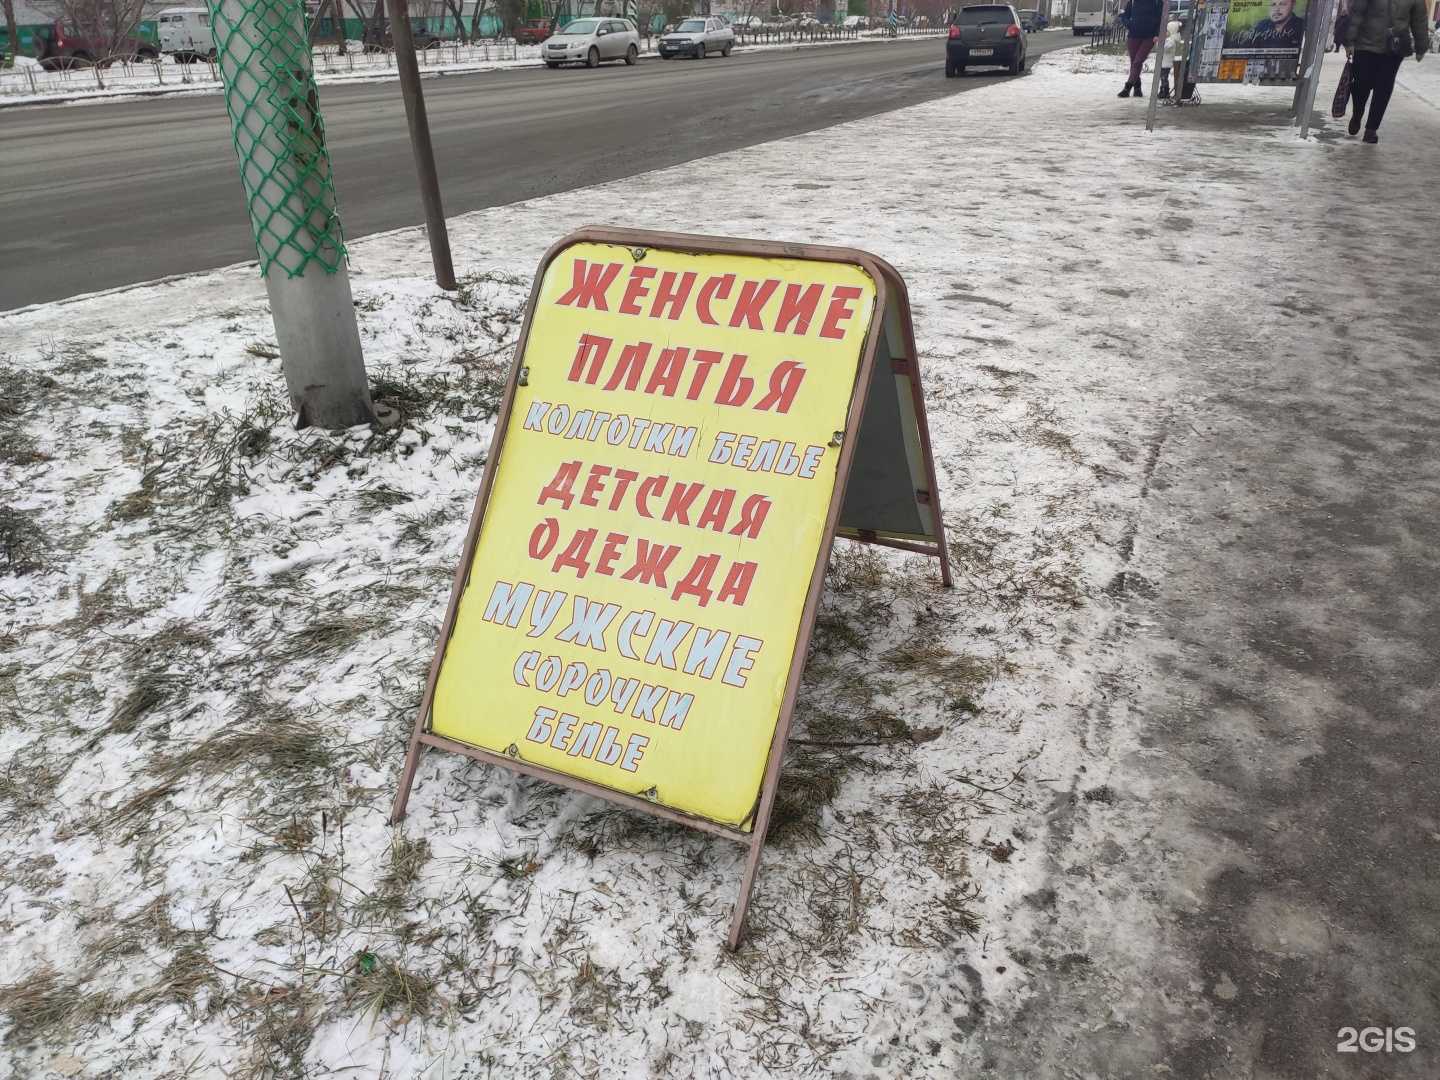 ЖЕНСКИЕ
ПЛАТЬЯ
КОЛГОТКИ БЕЛЬЕ
ДЕТСКАЯ
ОДЕЖДА
МУЖСКИЕ
СОРОЧКИ
БЕЛЬЕ
2GIS